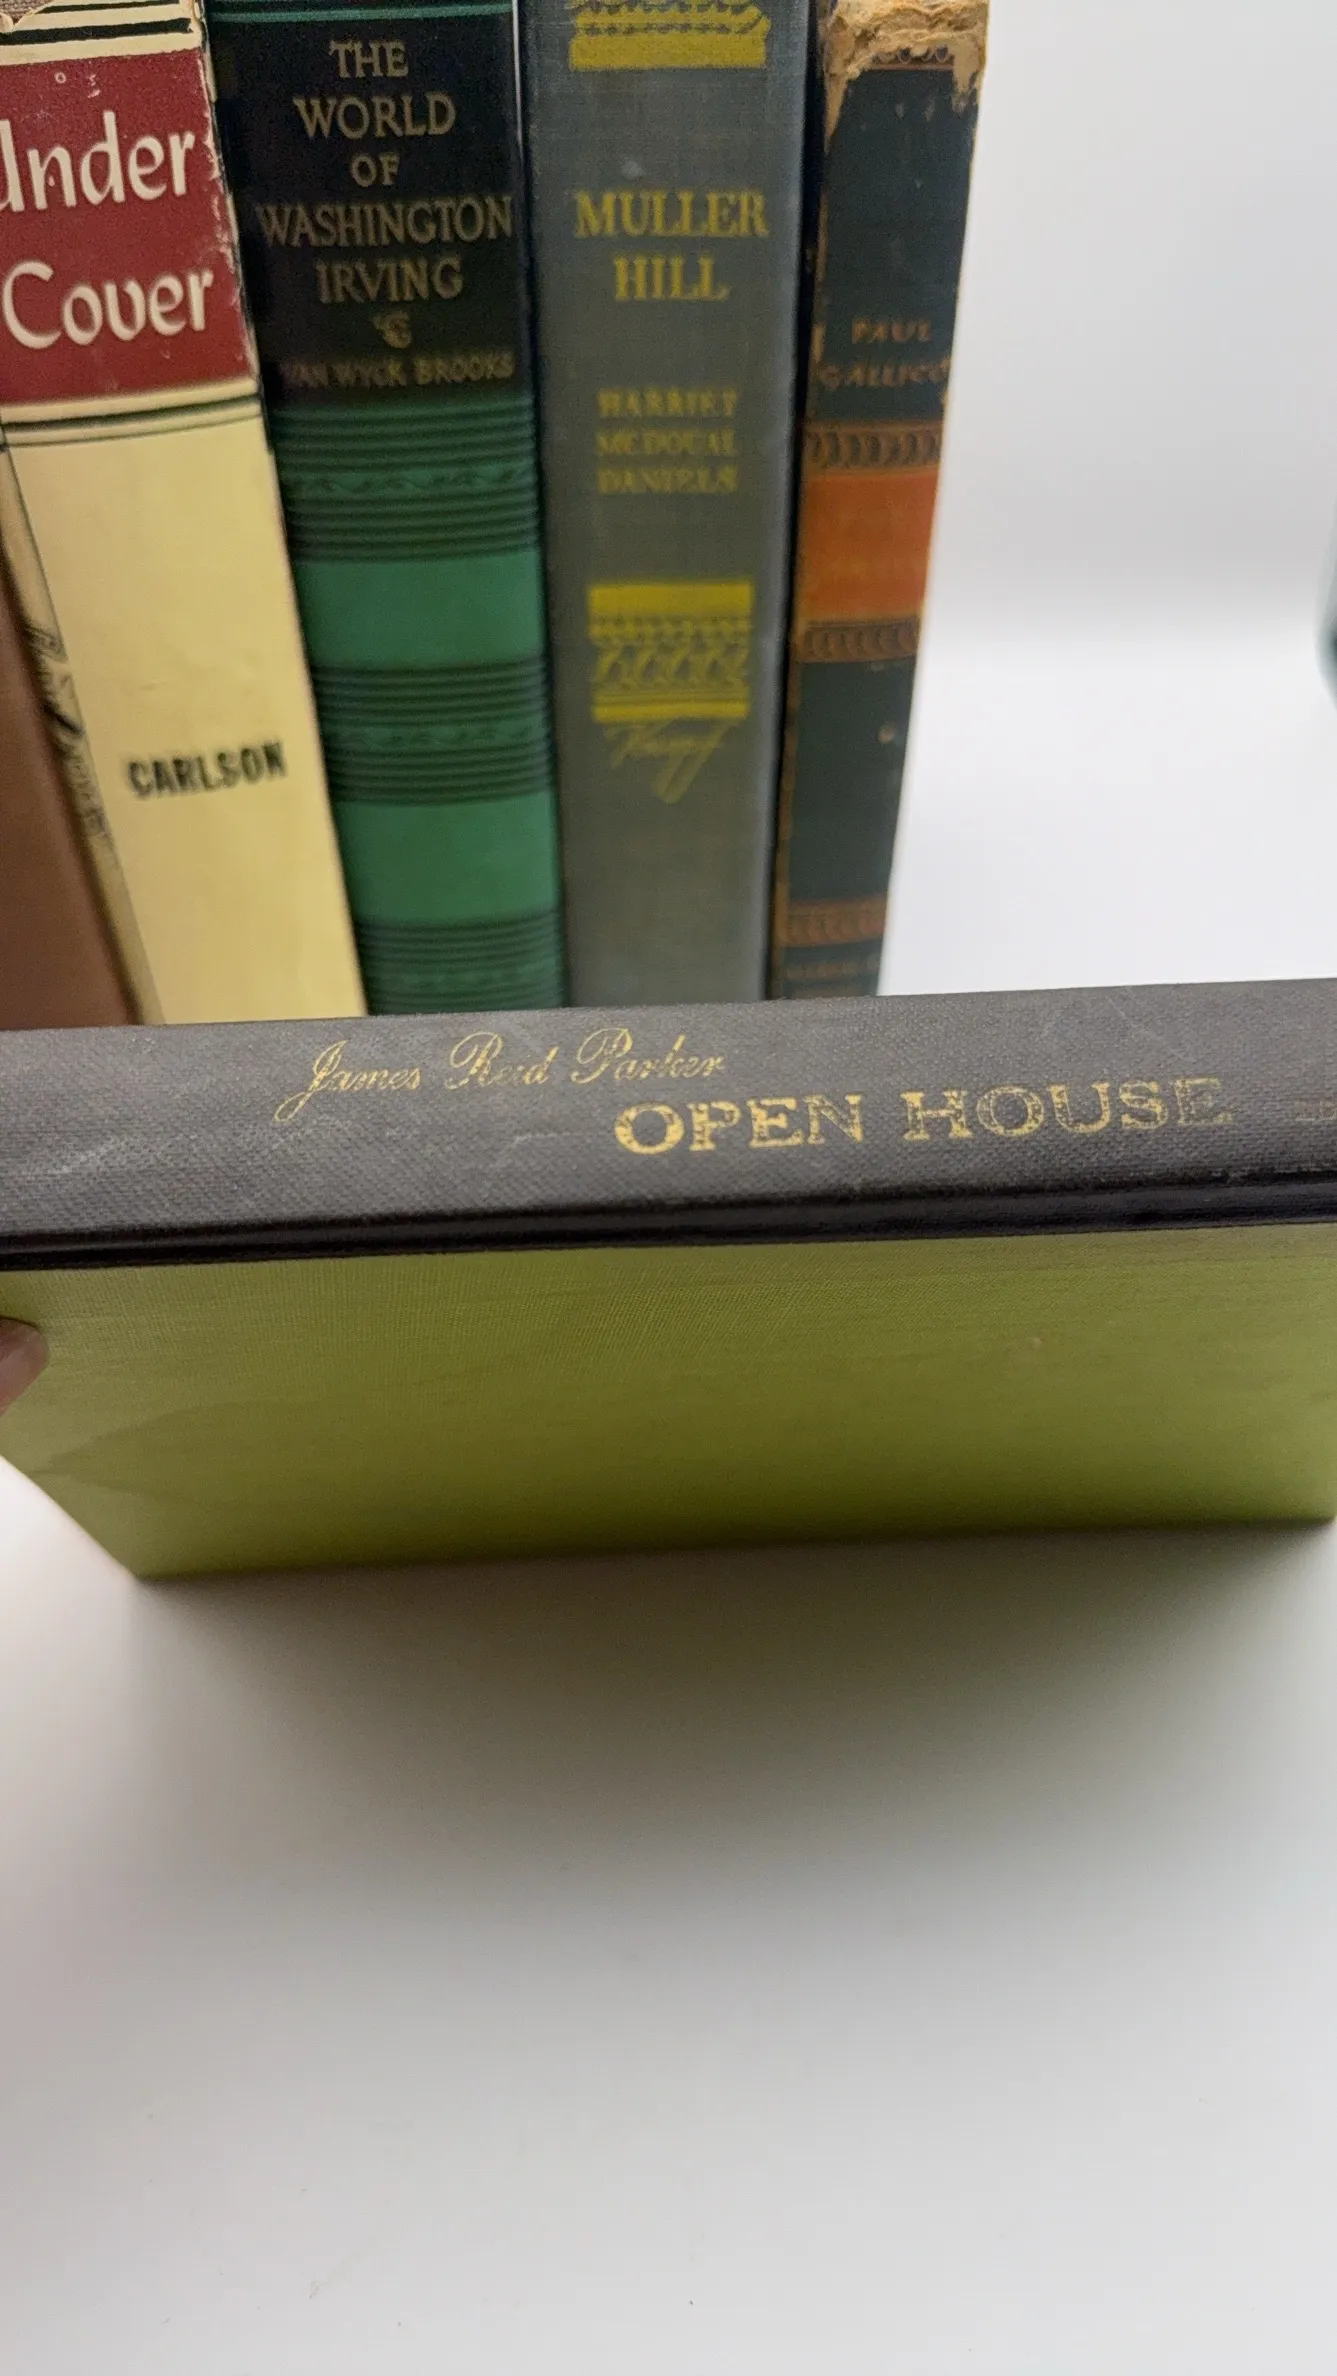 Under
Cover
CARLSON
THE
WORLD
OF
WASHINGTON
IRVING
VAN WYCK BROOKS
MULLER
HILL
HARRIET
MCDOUAL
DANIELS
PAUL
GALLICO
James Reid Parker
OPEN HOUSE